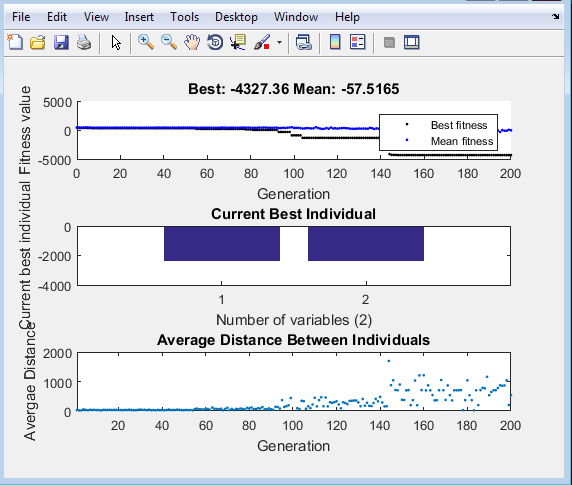 File Edit View Insert Tools Desktop Window Help
Best: -4327.36 Mean: -57.5165
Fitness value
5000
0
-5000
Best fitness
Mean fitness
0 20 40 60 80 100 120 140 160 180 200
Generation
Current Best Individual
Current best individual
0
-2000
-4000
1 2
Number of variables (2)
Average Distance Between Individuals
Avergae Distance
2000
1000
0
20 40 60 80 100 120 140 160 180 200
Generation